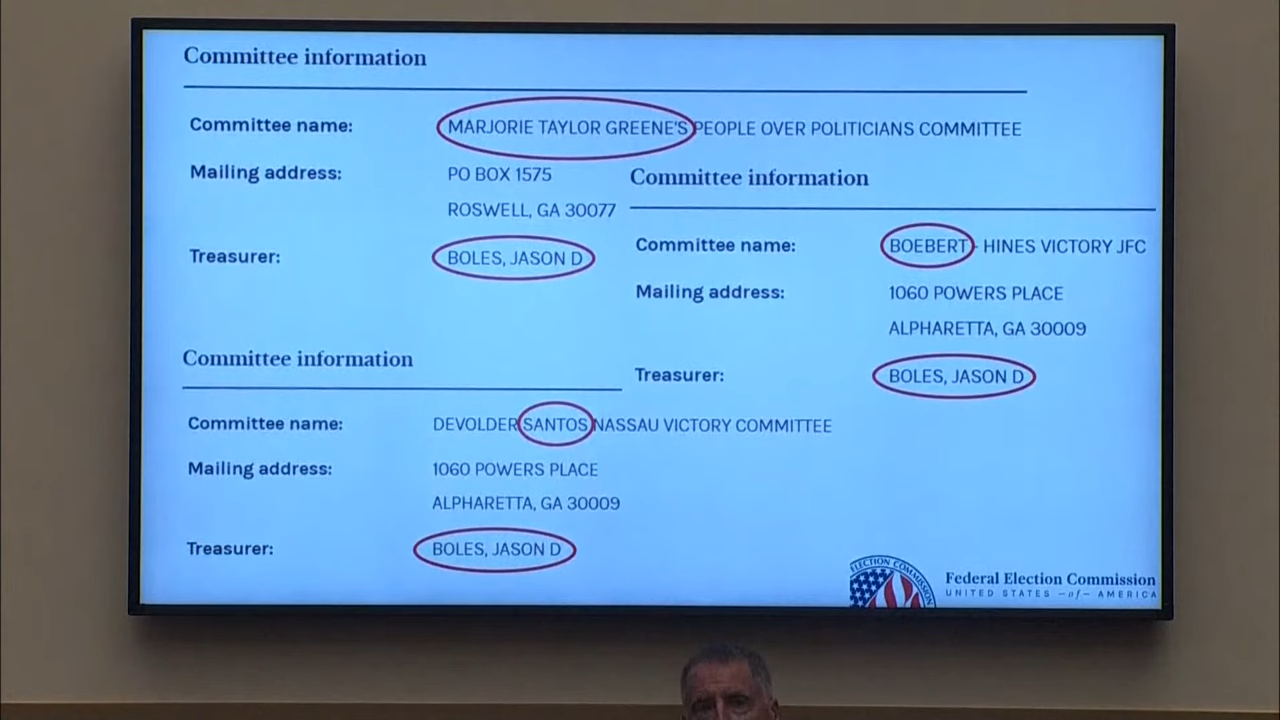 Committee information
Committee name: MARJORIE TAYLOR GREENE'S PEOPLE OVER POLITICIANS COMMITTEE
Mailing address: PO BOX 1575
ROSWELL, GA 30077
Treasurer: BOLES, JASON D
Committee information
Committee name: BOEBERT - HINES VICTORY JFC
Mailing address: 1060 POWERS PLACE
ALPHARETTA, GA 30009
Treasurer: BOLES, JASON D
Committee information
Committee name: DEVOLDER SANTOS NASSAU VICTORY COMMITTEE
Mailing address: 1060 POWERS PLACE
ALPHARETTA, GA 30009
Treasurer: BOLES, JASON D
ELECTION COMMISSION
Federal Election Commission
UNITED STATES -of- AMERICA